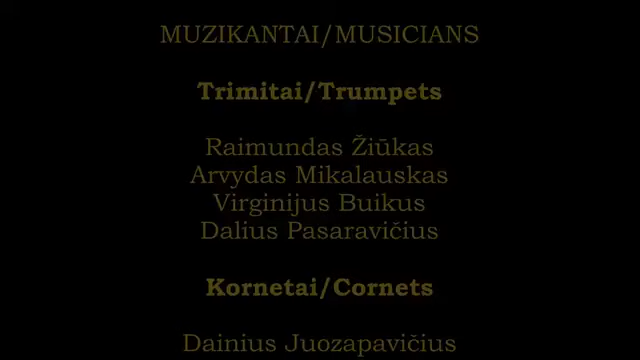 MUZIKANTAI/MUSICIANS
Trimitai/Trumpets
Raimundas Žiūkas
Arvydas Mikalauskas
Virginijus Buikus
Dalius Pasaravičius
Kornetai/Cornets
Dainius Juozapavičius